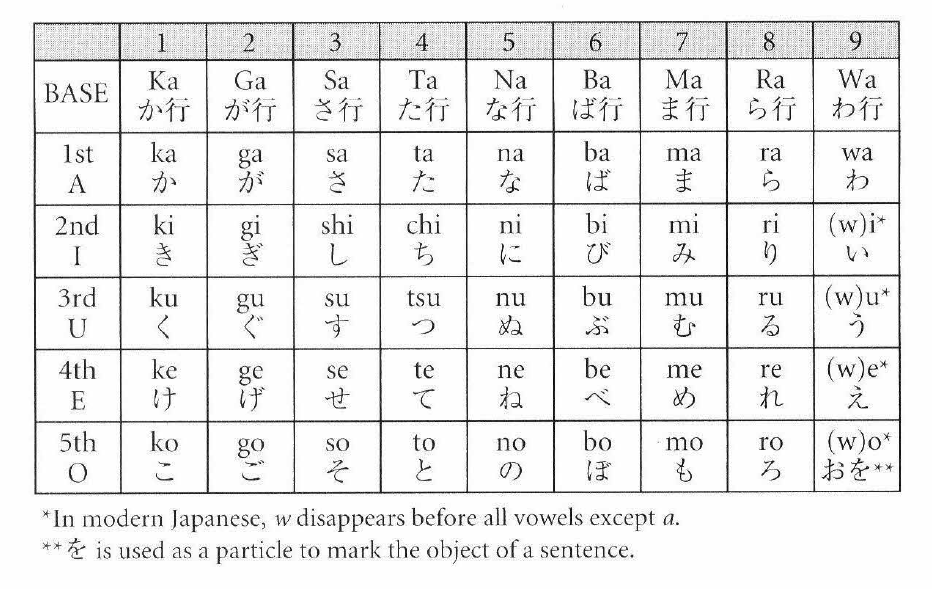 1 2 3 4 5 6 7 8 9
BASE Ka Ga Sa Ta Na Ba Ma Ra Wa
か行 が行 さ行 た行 な行 ば行 ま行 ら行 わ行
1st ka ga sa ta na ba ma ra wa
A か が さ た な ば ま ら わ
2nd ki gi shi chi ni bi mi ri (w)i*
I き ぎ し ち に び み り い
3rd ku gu su tsu nu bu mu ru (w)u*
U く ぐ す つ ぬ ぶ む る う
4th ke ge se te ne be me re (w)e*
E け げ せ て ね べ め れ え
5th ko go so to no bo mo ro (w)o*
O こ ご そ と の ぼ も ろ おを**
*In modern Japanese, w disappears before all vowels except a.
**を is used as a particle to mark the object of a sentence.